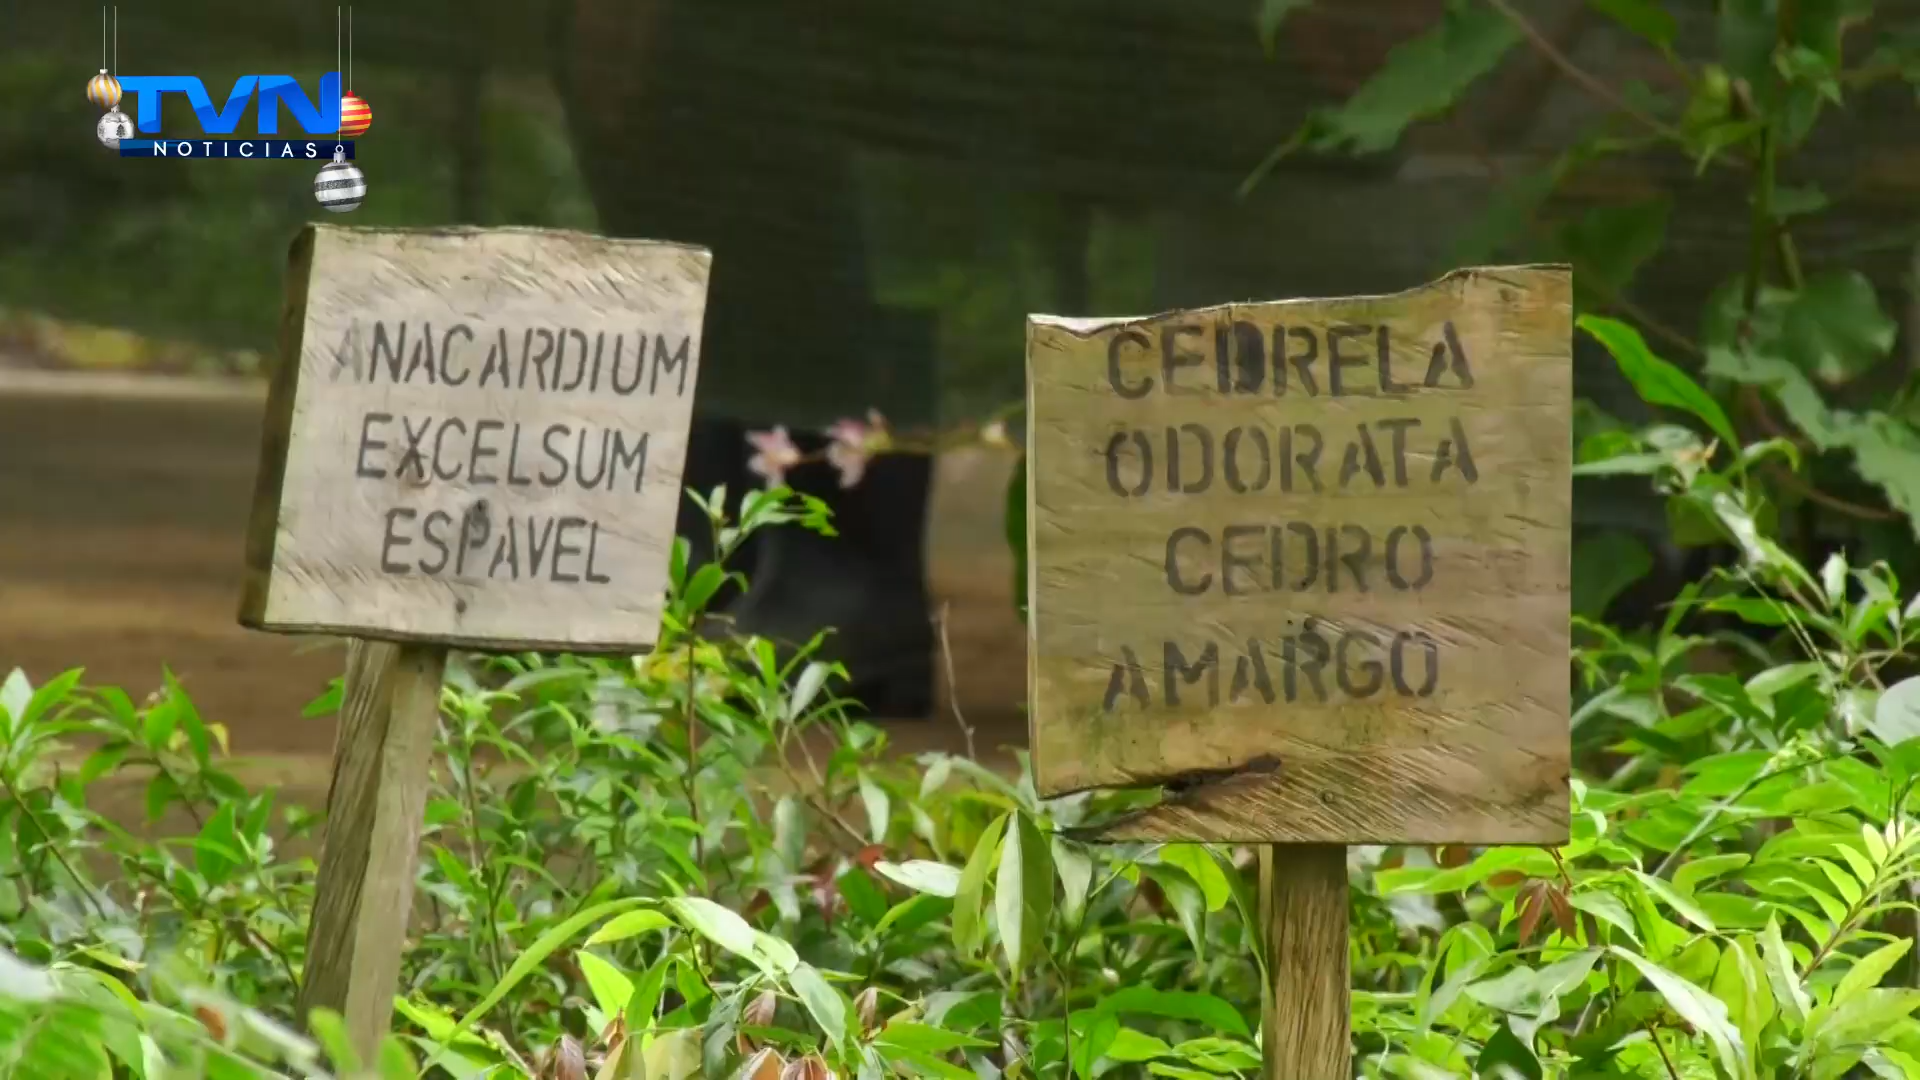 TVN
NOTICIAS
ANACARDIUM
EXCELSUM
ESPAVEL
CEDRELA
ODORATA
CEDRO
AMARGO